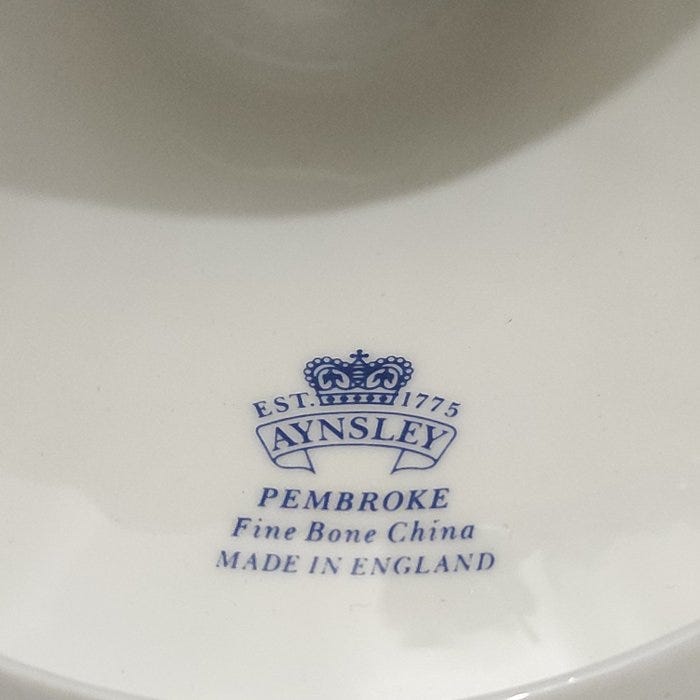 EST. 1775
AYNSLEY
PEMBROKE
Fine Bone China
MADE IN ENGLAND